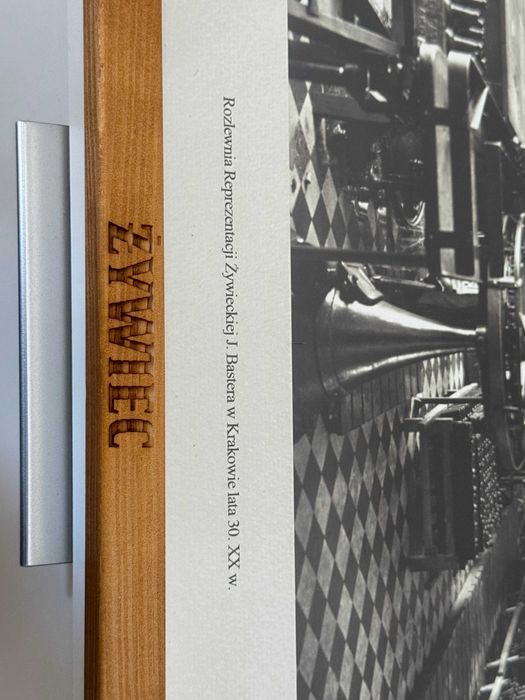 Rozlewnia Reprezentacji Żywieckiej J. Bastera w Krakowie lata 30. XX w.
ŻYWIEC